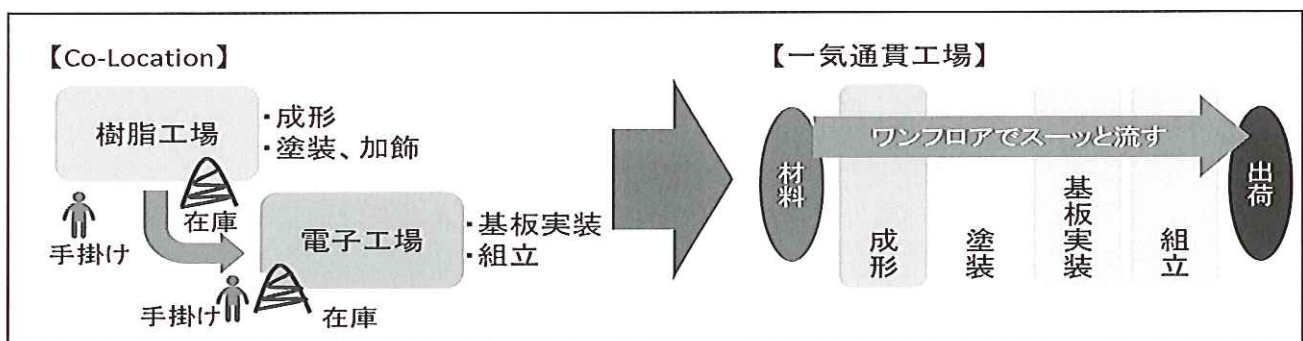 【Co-Location】
樹脂工場
・成形
・塗装、加飾
手掛け
在庫
電子工場
・基板実装
・組立
手掛け
在庫
【一気通貫工場】
材料
ワンフロアでスーッと流す
成形
塗装
基板実装
組立
出荷